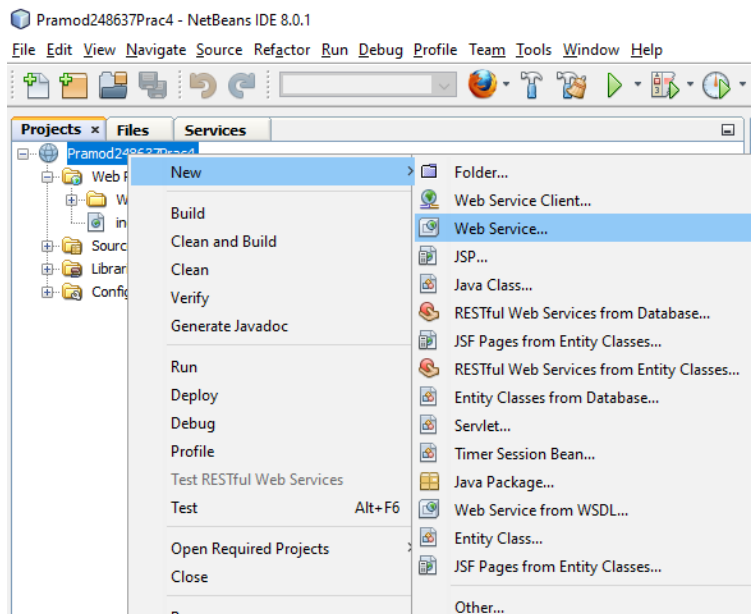 Pramod248637Prac4 - NetBeans IDE 8.0.1
File Edit View Navigate Source Refactor Run Debug Profile Team Tools Window Help
Projects × Files Services
Pramod248637Prac4
Web
W
in
Sourc
Librar
Config
New
Build
Clean and Build
Clean
Verify
Generate Javadoc
Run
Deploy
Debug
Profile
Test RESTful Web Services
Test Alt+F6
Open Required Projects
Close
Folder...
Web Service Client...
Web Service...
JSP...
Java Class...
RESTful Web Services from Database...
JSF Pages from Entity Classes...
RESTful Web Services from Entity Classes...
Entity Classes from Database...
Servlet...
Timer Session Bean...
Java Package...
Web Service from WSDL...
Entity Class...
JSF Pages from Entity Classes...
Other...